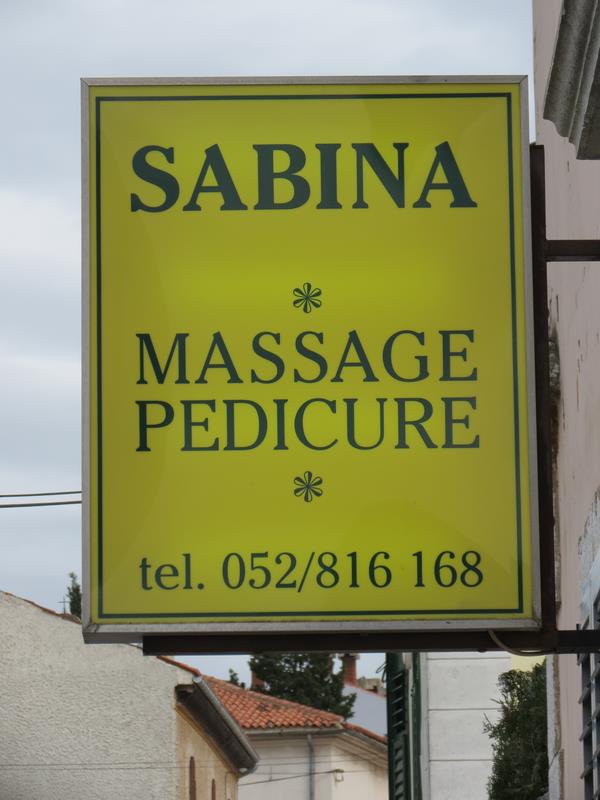 SABINA
MASSAGE
PEDICURE
tel. 052/816 168